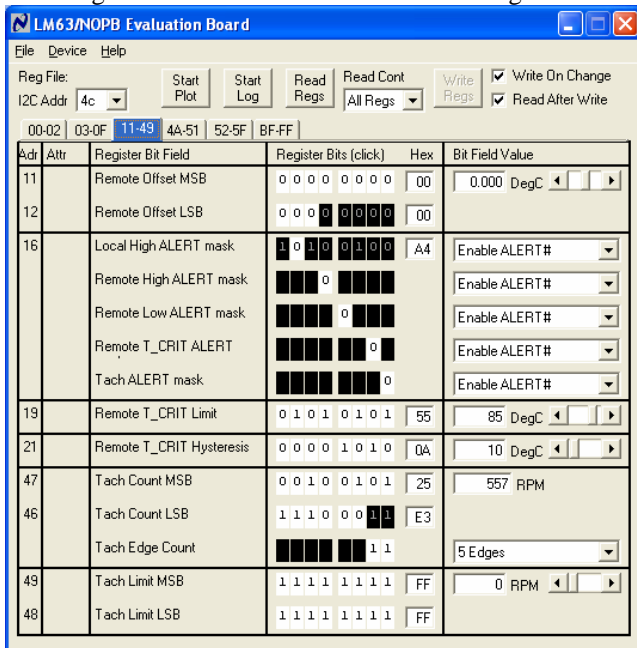 LM63/NOPB Evaluation Board
File Device Help
Reg File:
I2C Addr 4c
Start Plot
Start Log
Read Regs
Read Cont
All Regs
Write Regs
Write On Change
Read After Write
00-02 03-0F 11-49 4A-51 52-5F BF-FF
Adr Attr Register Bit Field Register Bits (click) Hex Bit Field Value
11 Remote Offset MSB 0 0 0 0 0 0 0 0 00 0.000 DegC
12 Remote Offset LSB 0 0 0 0 0 0 0 0 00
16 Local High ALERT mask 1 0 1 0 0 1 0 0 A4 Enable ALERT#
Remote High ALERT mask 0 Enable ALERT#
Remote Low ALERT mask 0 Enable ALERT#
Remote T_CRIT ALERT 0 Enable ALERT#
Tach ALERT mask 0 Enable ALERT#
19 Remote T_CRIT Limit 0 1 0 1 0 1 0 1 55 85 DegC
21 Remote T_CRIT Hysteresis 0 0 0 0 1 0 1 0 0A 10 DegC
47 Tach Count MSB 0 0 1 0 0 1 0 1 25 557 RPM
46 Tach Count LSB 1 1 1 0 0 0 1 1 E3
Tach Edge Count 1 1 5 Edges
49 Tach Limit MSB 1 1 1 1 1 1 1 1 FF 0 RPM
48 Tach Limit LSB 1 1 1 1 1 1 1 1 FF